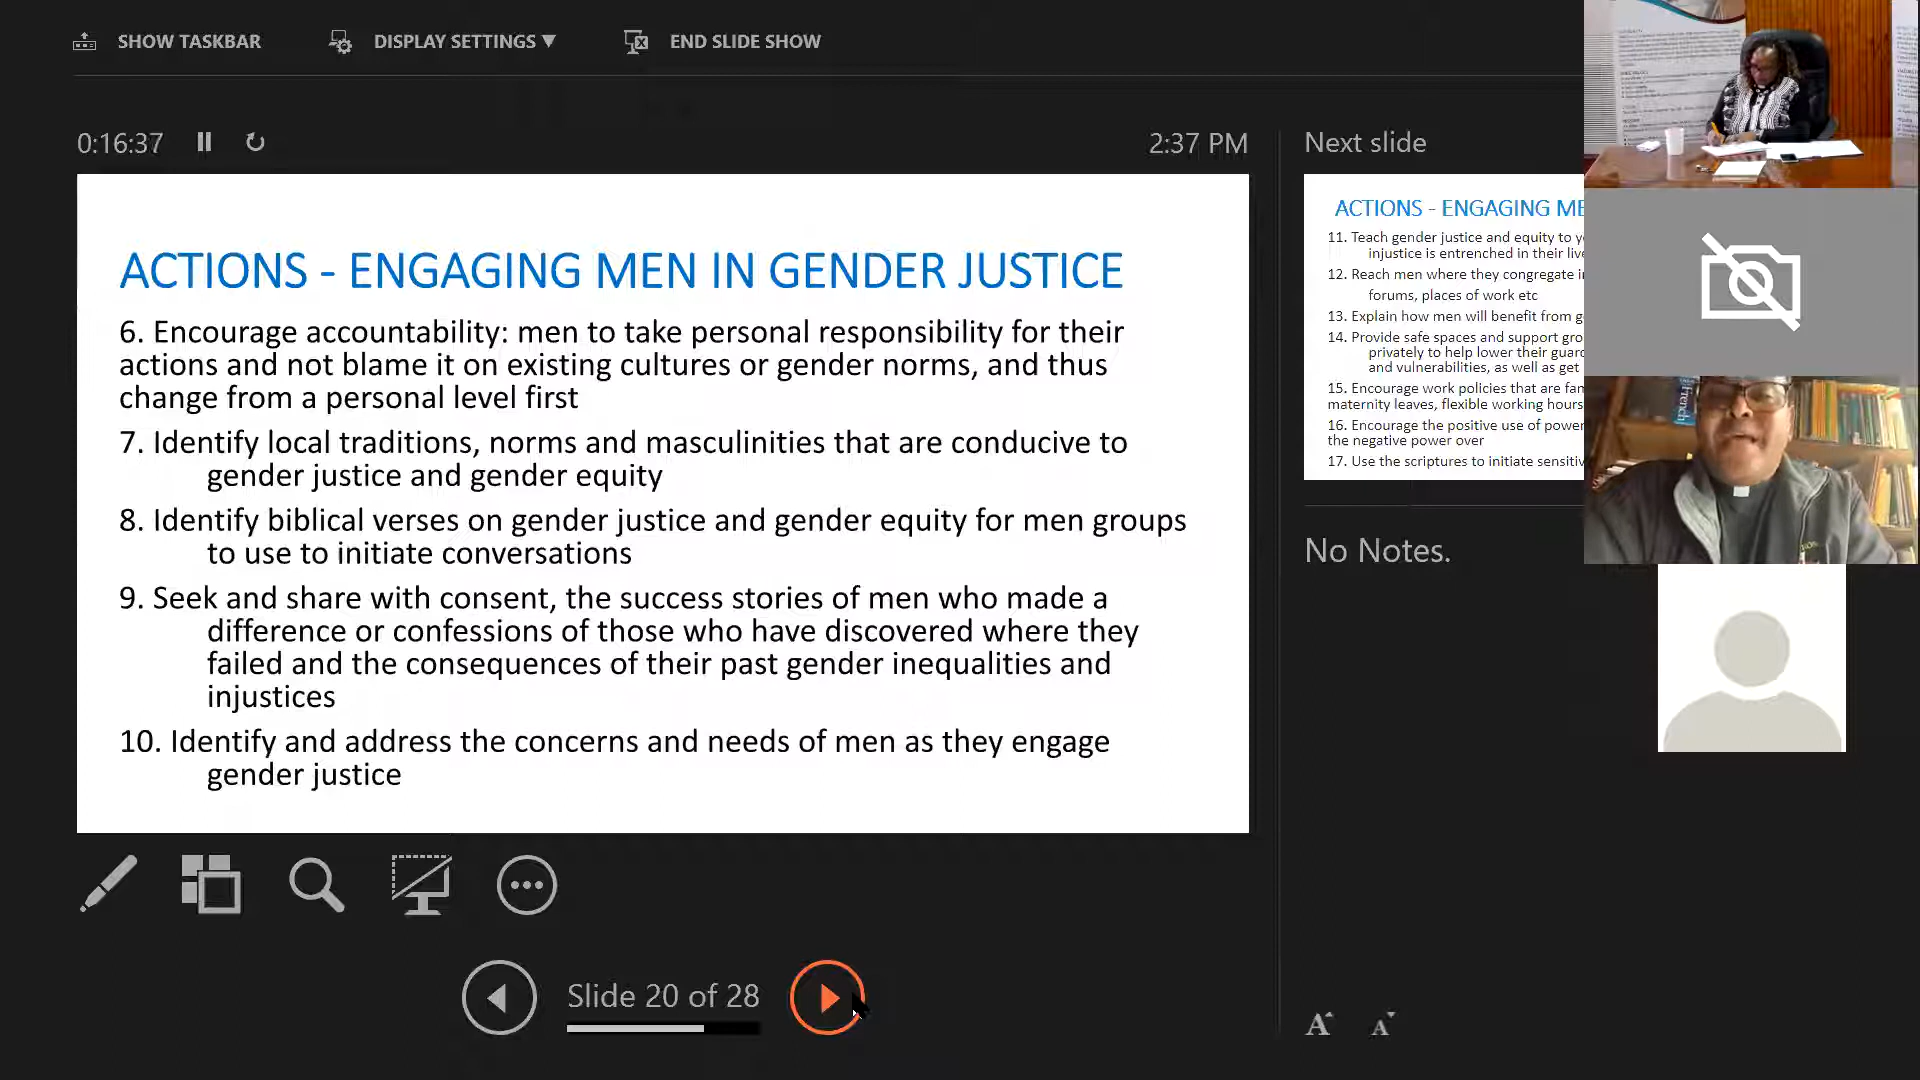 SHOW TASKBAR
DISPLAY SETTINGS ▼
END SLIDE SHOW
0:16:37
2:37 PM
Next slide
ACTIONS - ENGAGING MEN IN GENDER JUSTICE
6. Encourage accountability: men to take personal responsibility for their
actions and not blame it on existing cultures or gender norms, and thus
change from a personal level first
7. Identify local traditions, norms and masculinities that are conducive to
gender justice and gender equity
8. Identify biblical verses on gender justice and gender equity for men groups
to use to initiate conversations
9. Seek and share with consent, the success stories of men who made a
difference or confessions of those who have discovered where they
failed and the consequences of their past gender inequalities and
injustices
10. Identify and address the concerns and needs of men as they engage
gender justice
ACTIONS - ENGAGING
11. Teach gender justice and equity to
injustice is entrenched in their
12. Reach men where they congregate
forums, places of work etc
13. Explain how men will benefit from
14. Provide safe spaces and support
privately to help lower their
and vulnerabilities, as well as get
15. Encourage work policies that are
maternity leaves, flexible working hours
16. Encourage the positive use of power
the negative power over
17. Use the scriptures to initiate
No Notes.
French
Slide 20 of 28
A A